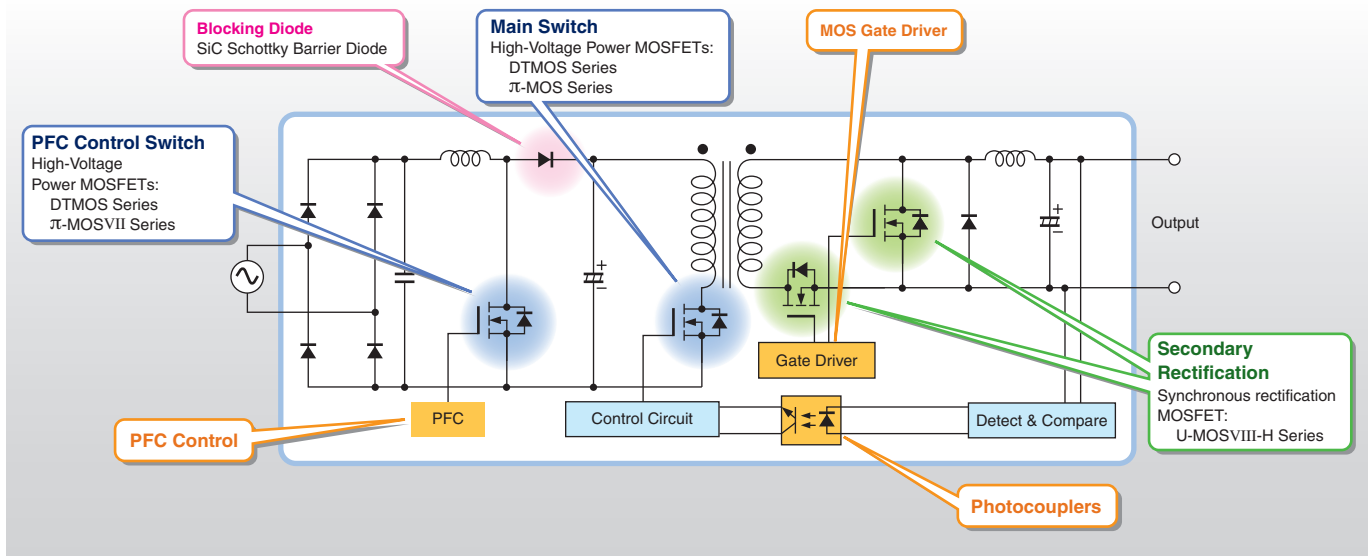 Blocking Diode
SiC Schottky Barrier Diode
Main Switch
High-Voltage Power MOSFETs:
DTMOS Series
π-MOS Series
MOS Gate Driver
PFC Control Switch
High-Voltage
Power MOSFETs:
DTMOS Series
π-MOSVII Series
+
−
+
−
Output
Gate Driver
Secondary
Rectification
Synchronous rectification
MOSFET:
U-MOSVIII-H Series
PFC
Control Circuit
Detect & Compare
PFC Control
Photocouplers